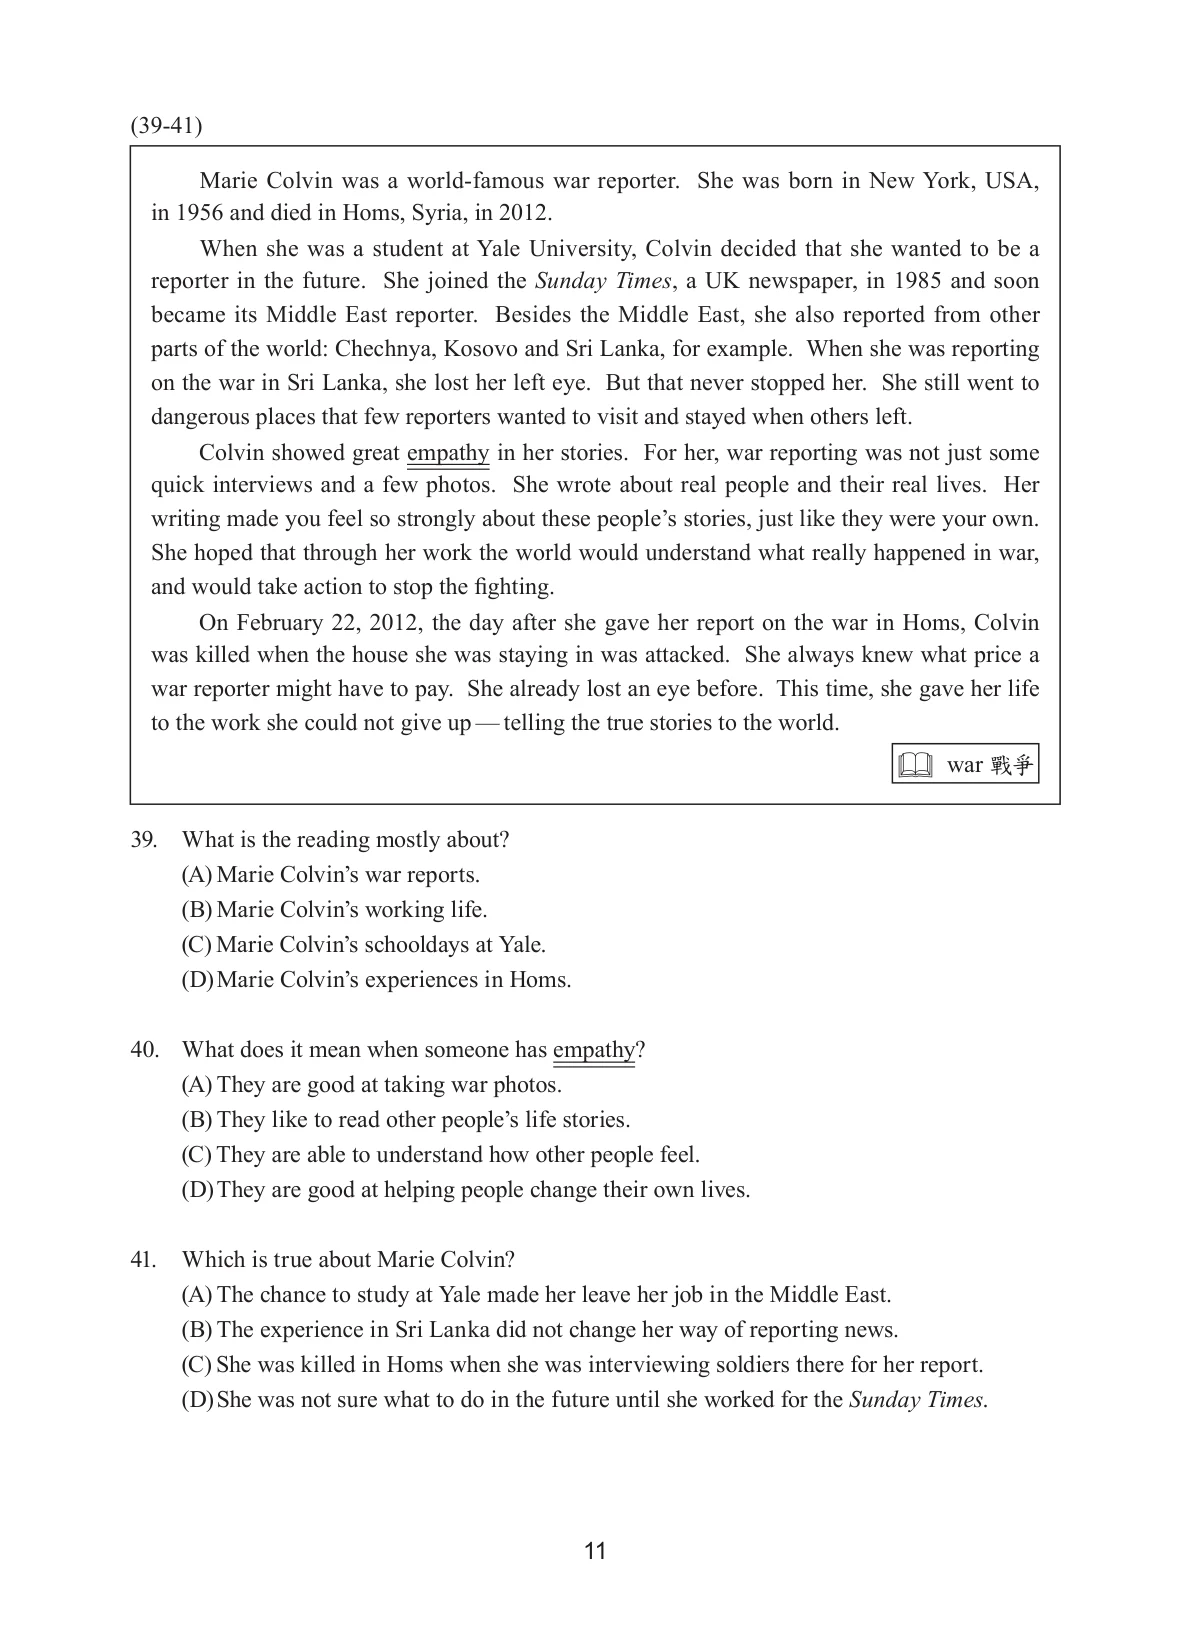 (39-41)
Marie Colvin was a world-famous war reporter. She was born in New York, USA,
in 1956 and died in Homs, Syria, in 2012.
When she was a student at Yale University, Colvin decided that she wanted to be a
reporter in the future. She joined the Sunday Times, a UK newspaper, in 1985 and soon
became its Middle East reporter. Besides the Middle East, she also reported from other
parts of the world: Chechnya, Kosovo and Sri Lanka, for example. When she was reporting
on the war in Sri Lanka, she lost her left eye. But that never stopped her. She still went to
dangerous places that few reporters wanted to visit and stayed when others left.
Colvin showed great empathy in her stories. For her, war reporting was not just some
quick interviews and a few photos. She wrote about real people and their real lives. Her
writing made you feel so strongly about these people’s stories, just like they were your own.
She hoped that through her work the world would understand what really happened in war,
and would take action to stop the fighting.
On February 22, 2012, the day after she gave her report on the war in Homs, Colvin
was killed when the house she was staying in was attacked. She always knew what price a
war reporter might have to pay. She already lost an eye before. This time, she gave her life
to the work she could not give up — telling the true stories to the world.
war 戰爭
39. What is the reading mostly about?
(A) Marie Colvin’s war reports.
(B) Marie Colvin’s working life.
(C) Marie Colvin’s schooldays at Yale.
(D) Marie Colvin’s experiences in Homs.
40. What does it mean when someone has empathy?
(A) They are good at taking war photos.
(B) They like to read other people’s life stories.
(C) They are able to understand how other people feel.
(D) They are good at helping people change their own lives.
41. Which is true about Marie Colvin?
(A) The chance to study at Yale made her leave her job in the Middle East.
(B) The experience in Sri Lanka did not change her way of reporting news.
(C) She was killed in Homs when she was interviewing soldiers there for her report.
(D) She was not sure what to do in the future until she worked for the Sunday Times.
11